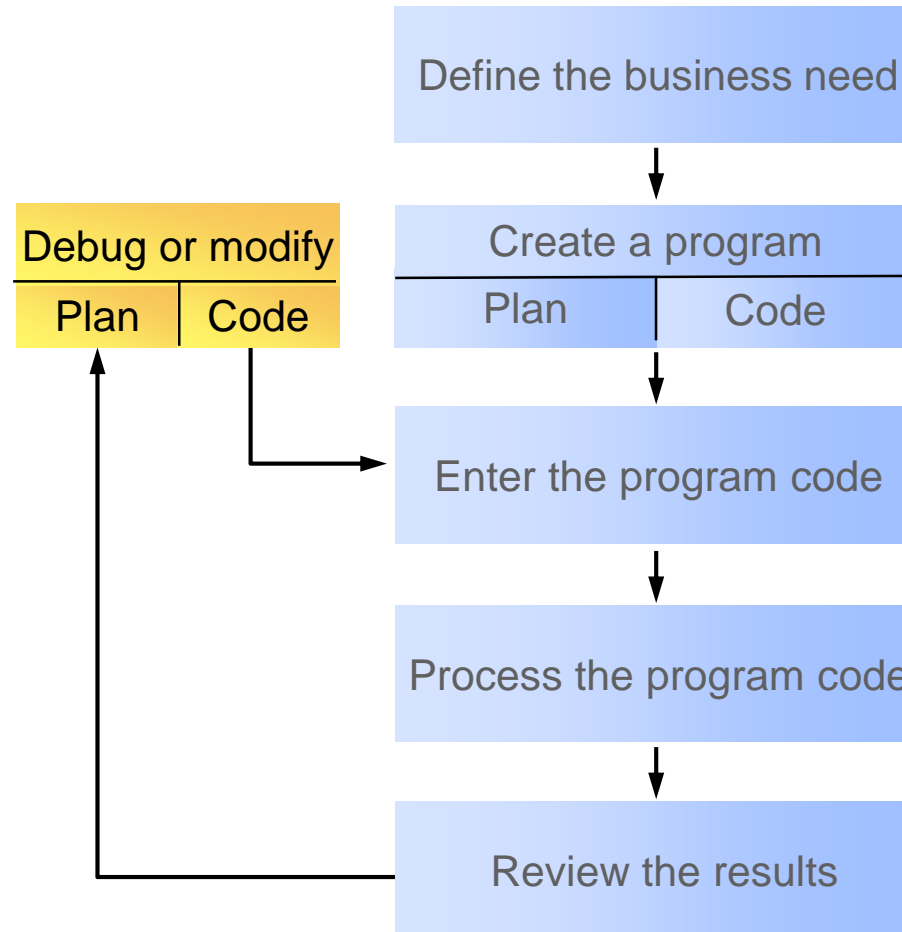 Define the business need
Debug or modify
Plan
Code
Create a program
Plan
Code
Enter the program code
Process the program code
Review the results